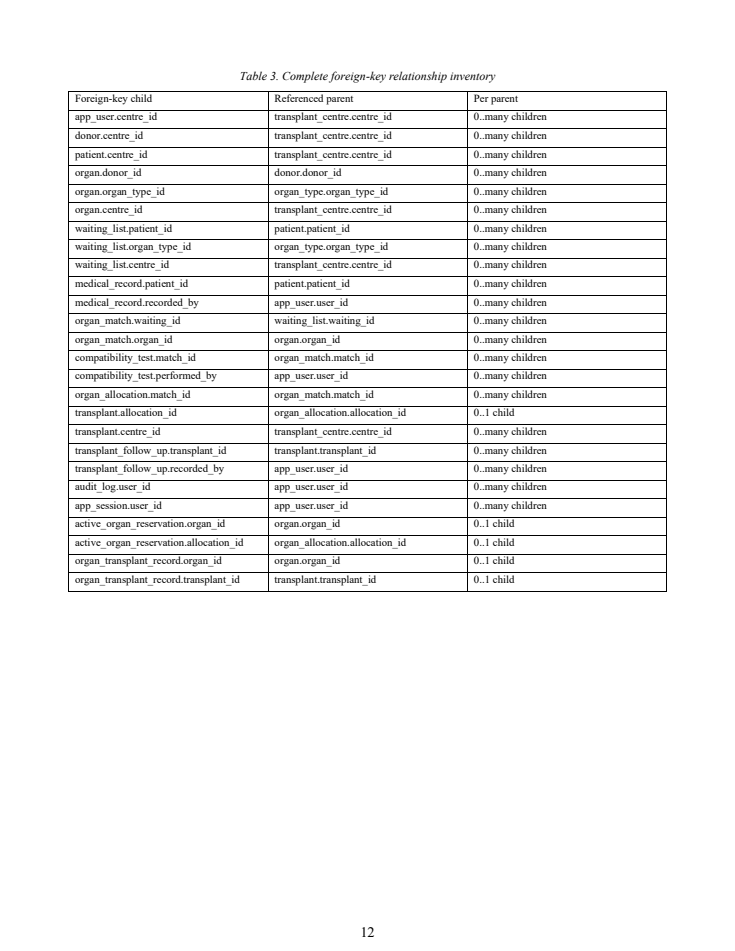 Table 3. Complete foreign-key relationship inventory
Foreign-key child Referenced parent Per parent
app_user.centre_id transplant_centre.centre_id 0..many children
donor.centre_id transplant_centre.centre_id 0..many children
patient.centre_id transplant_centre.centre_id 0..many children
organ.donor_id donor.donor_id 0..many children
organ.organ_type_id organ_type.organ_type_id 0..many children
organ.centre_id transplant_centre.centre_id 0..many children
waiting_list.patient_id patient.patient_id 0..many children
waiting_list.organ_type_id organ_type.organ_type_id 0..many children
waiting_list.centre_id transplant_centre.centre_id 0..many children
medical_record.patient_id patient.patient_id 0..many children
medical_record.recorded_by app_user.user_id 0..many children
organ_match.waiting_id waiting_list.waiting_id 0..many children
organ_match.organ_id organ.organ_id 0..many children
compatibility_test.match_id organ_match.match_id 0..many children
compatibility_test.performed_by app_user.user_id 0..many children
organ_allocation.match_id organ_match.match_id 0..many children
transplant.allocation_id organ_allocation.allocation_id 0..1 child
transplant.centre_id transplant_centre.centre_id 0..many children
transplant_follow_up.transplant_id transplant.transplant_id 0..many children
transplant_follow_up.recorded_by app_user.user_id 0..many children
audit_log.user_id app_user.user_id 0..many children
app_session.user_id app_user.user_id 0..many children
active_organ_reservation.organ_id organ.organ_id 0..1 child
active_organ_reservation.allocation_id organ_allocation.allocation_id 0..1 child
organ_transplant_record.organ_id organ.organ_id 0..1 child
organ_transplant_record.transplant_id transplant.transplant_id 0..1 child
12